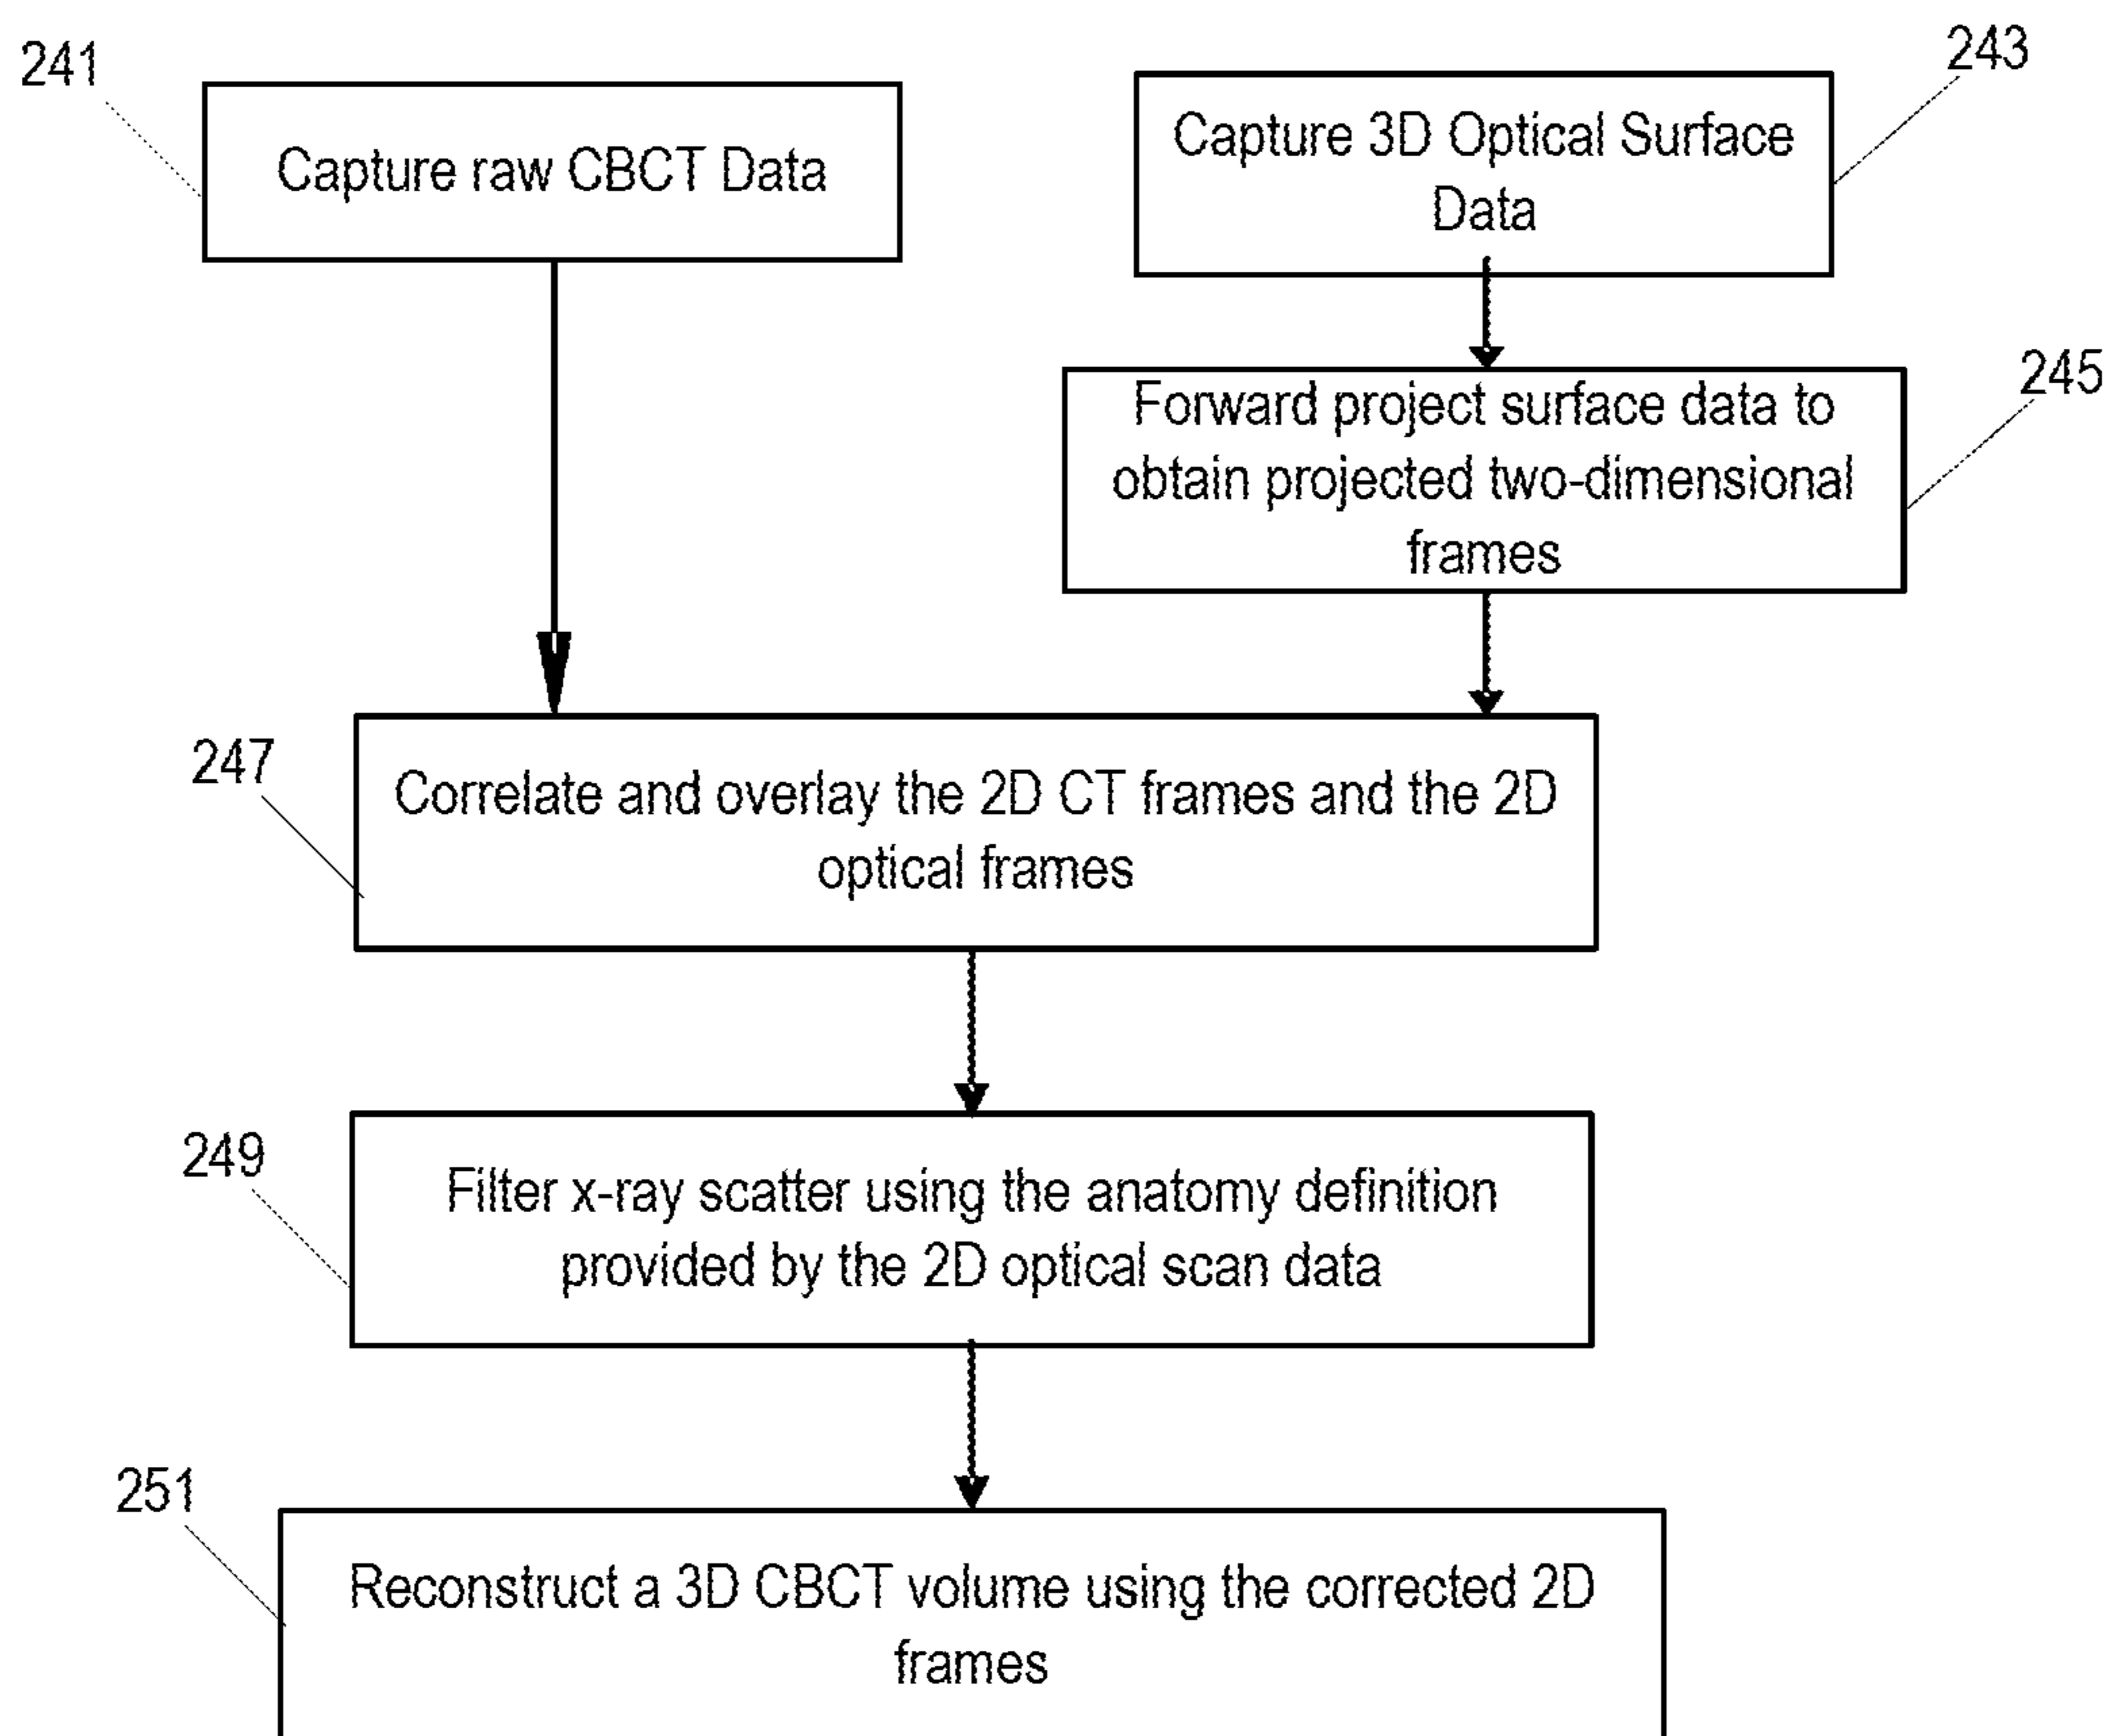 241
Capture raw CBCT Data
243
Capture 3D Optical Surface
Data
245
Forward project surface data to
obtain projected two-dimensional
frames
247
Correlate and overlay the 2D CT frames and the 2D
optical frames
249
Filter x-ray scatter using the anatomy definition
provided by the 2D optical scan data
251
Reconstruct a 3D CBCT volume using the corrected 2D
frames